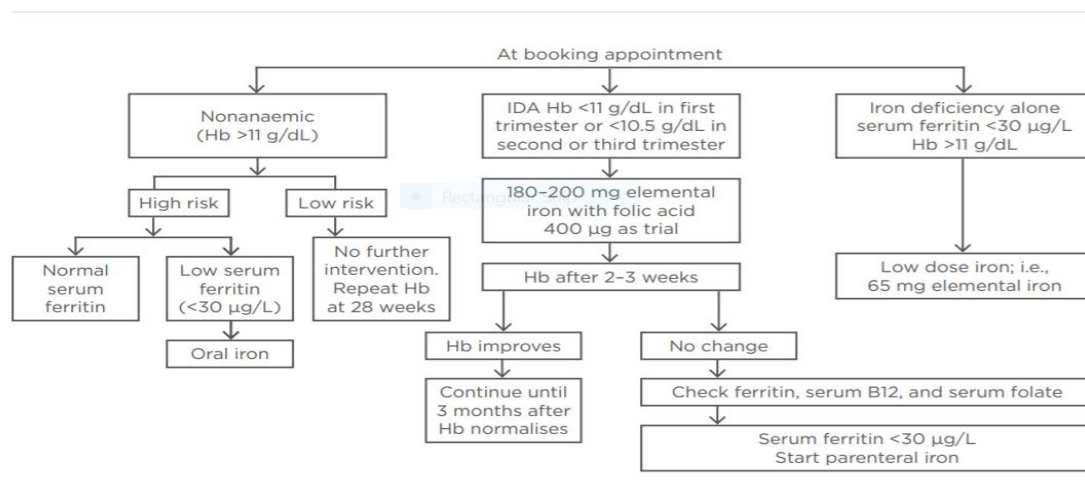 At booking appointment
Nonanaemic
(Hb >11 g/dL)
High risk
Low risk
Normal
serum
ferritin
Low serum
ferritin
(<30 µg/L)
No further
intervention.
Repeat Hb
at 28 weeks
Oral iron
IDA Hb <11 g/dL in first
trimester or <10.5 g/dL in
second or third trimester
180–200 mg elemental
iron with folic acid
400 µg as trial
Hb after 2–3 weeks
Hb improves
No change
Continue until
3 months after
Hb normalises
Check ferritin, serum B12, and serum folate
Serum ferritin <30 µg/L
Start parenteral iron
Iron deficiency alone
serum ferritin <30 µg/L
Hb >11 g/dL
Low dose iron; i.e.,
65 mg elemental iron
Rectangular